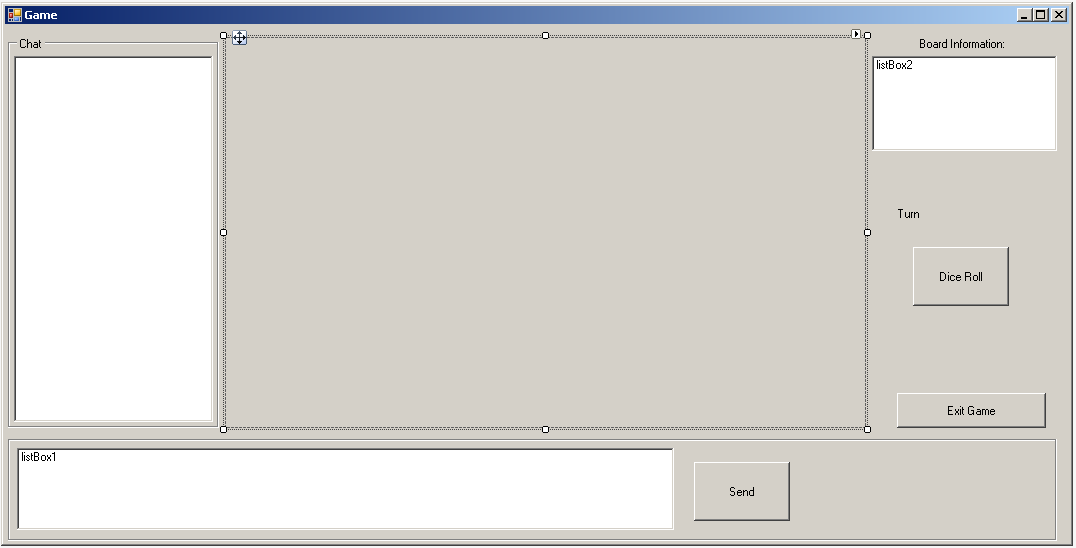 Game
Chat
Board Information:
listBox2
Turn
Dice Roll
Exit Game
listBox1
Send